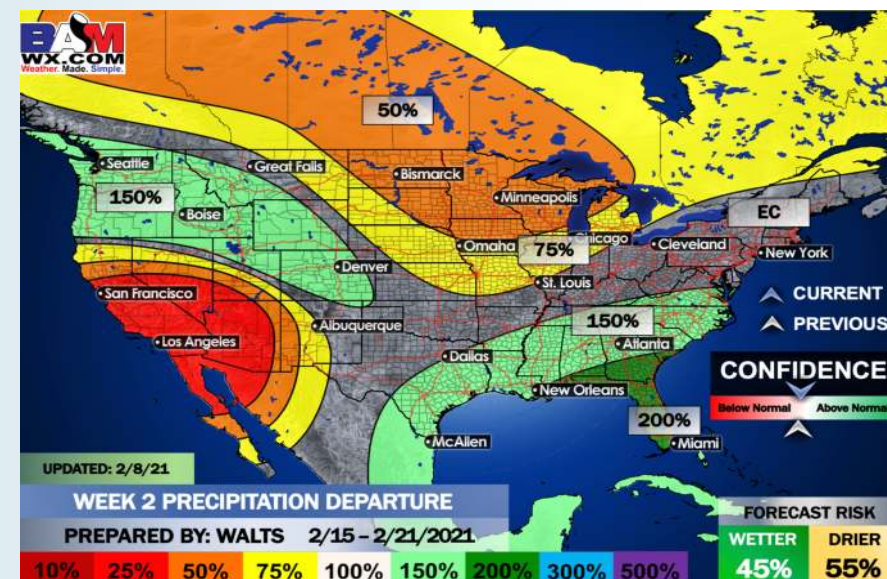 BAM
WX.COM
Weather. Made. Simple.
50%
Seattle
Great Falls
Bismarck
150%
Minneapolis
Boise
EC
Omaha
75%
Chicago
Cleveland
New York
Denver
St. Louis
San Francisco
CURRENT
150%
Albuquerque
PREVIOUS
Los Angeles
Atlanta
Dallas
CONFIDENCE
New Orleans
Below Normal
Above Norma
200%
McAllen
Miami
UPDATED: 2/8/21
WEEK 2 PRECIPITATION DEPARTURE
FORECAST RISK
PREPARED BY: WALTS 2/15 – 2/21/2021
WETTER DRIER
10% 25% 50% 75% 100% 150% 200% 300% 500%
45% 55%